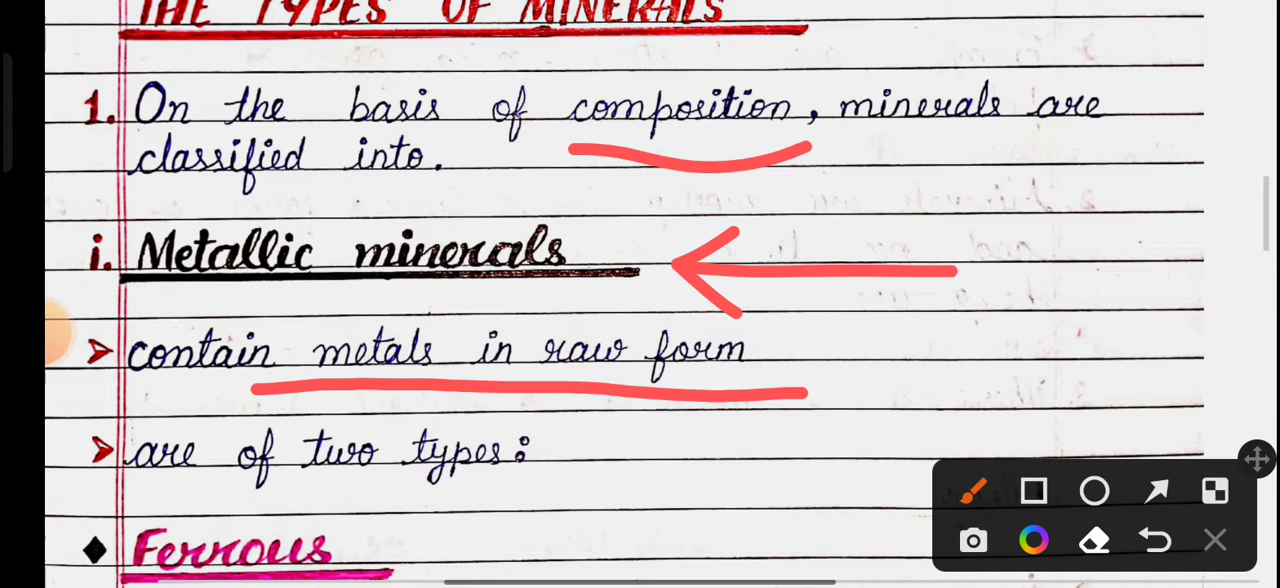 THE TYPES OF MINERALS
1. On the basis of composition, minerals are
classified into.
i. Metallic minerals
➤ contain metals in raw form
➤ are of two types:
◆ Ferrous